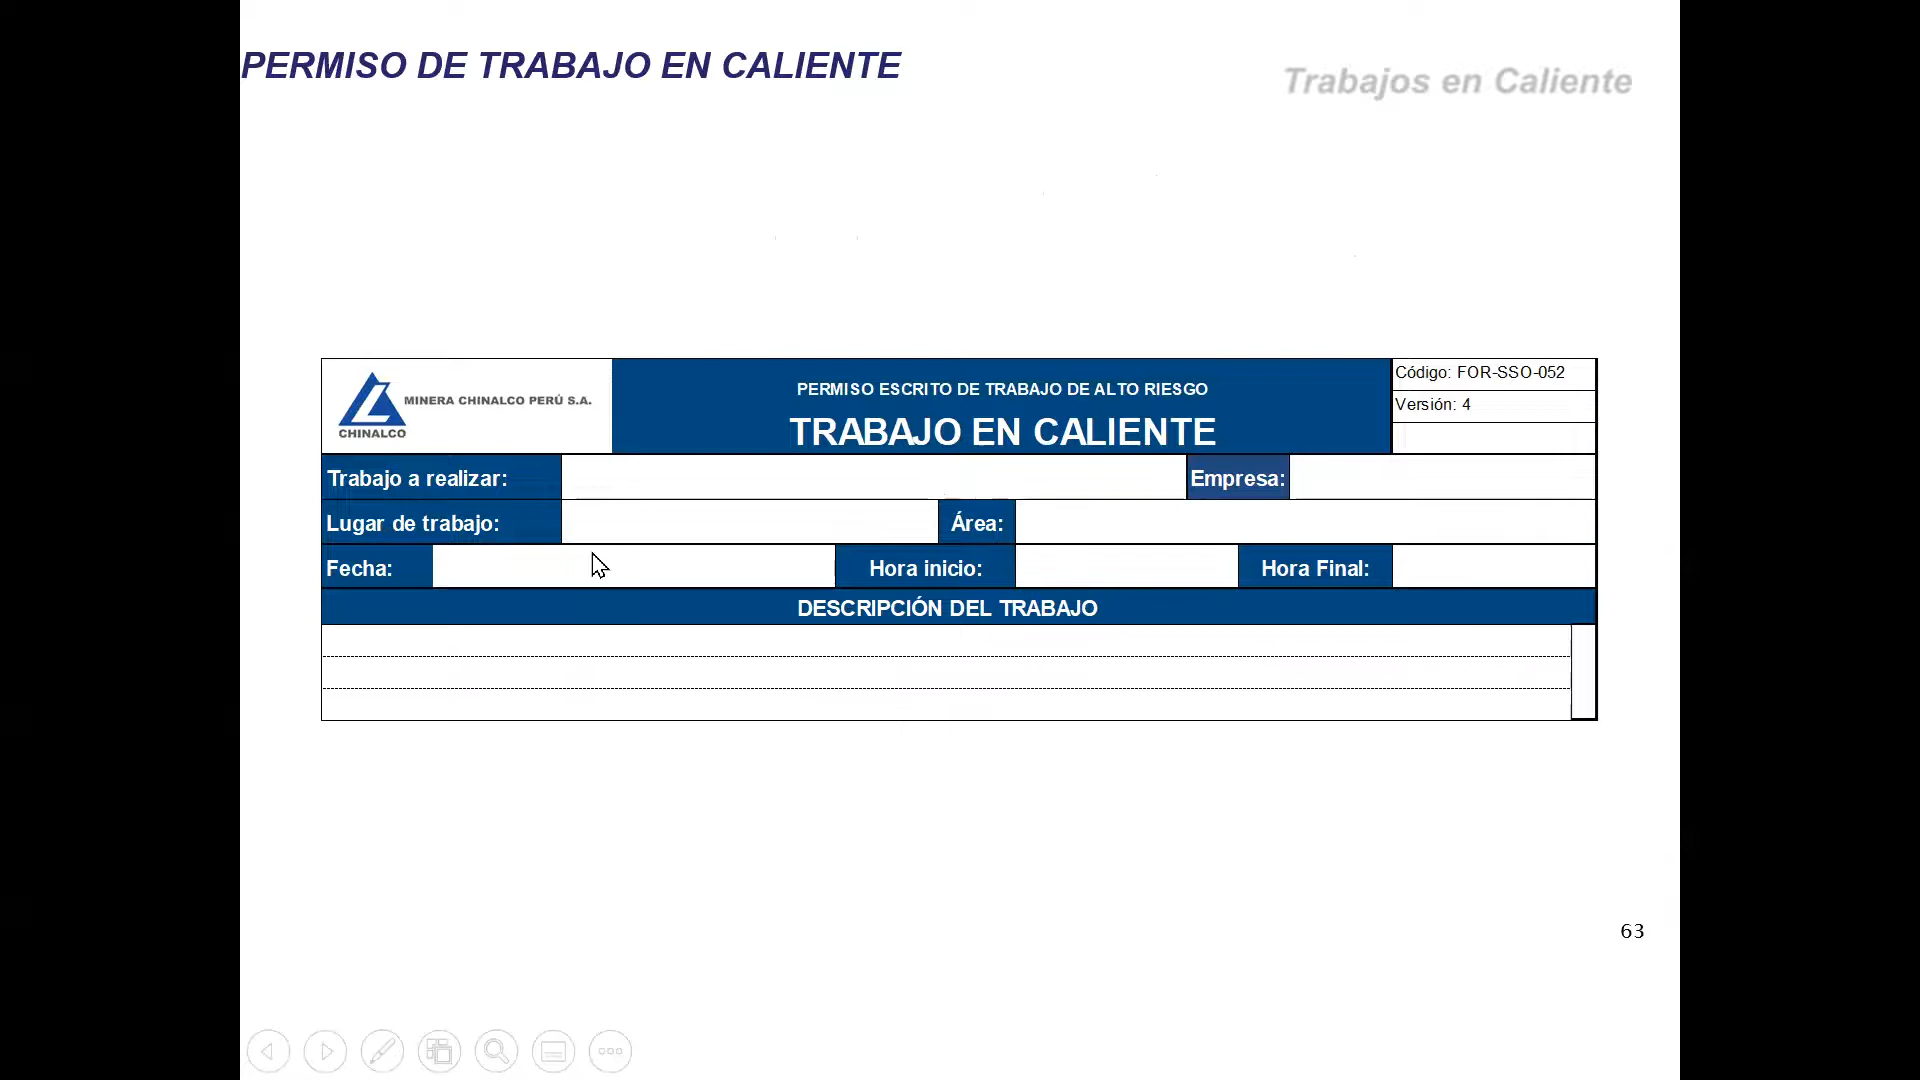 PERMISO DE TRABAJO EN CALIENTE
Trabajos en Caliente
MINERA CHINALCO PERÚ S.A.
CHINALCO
PERMISO ESCRITO DE TRABAJO DE ALTO RIESGO
TRABAJO EN CALIENTE
Código: FOR-SSO-052
Versión: 4
Trabajo a realizar:
Empresa:
Lugar de trabajo:
Área:
Fecha:
Hora inicio:
Hora Final:
DESCRIPCIÓN DEL TRABAJO
63